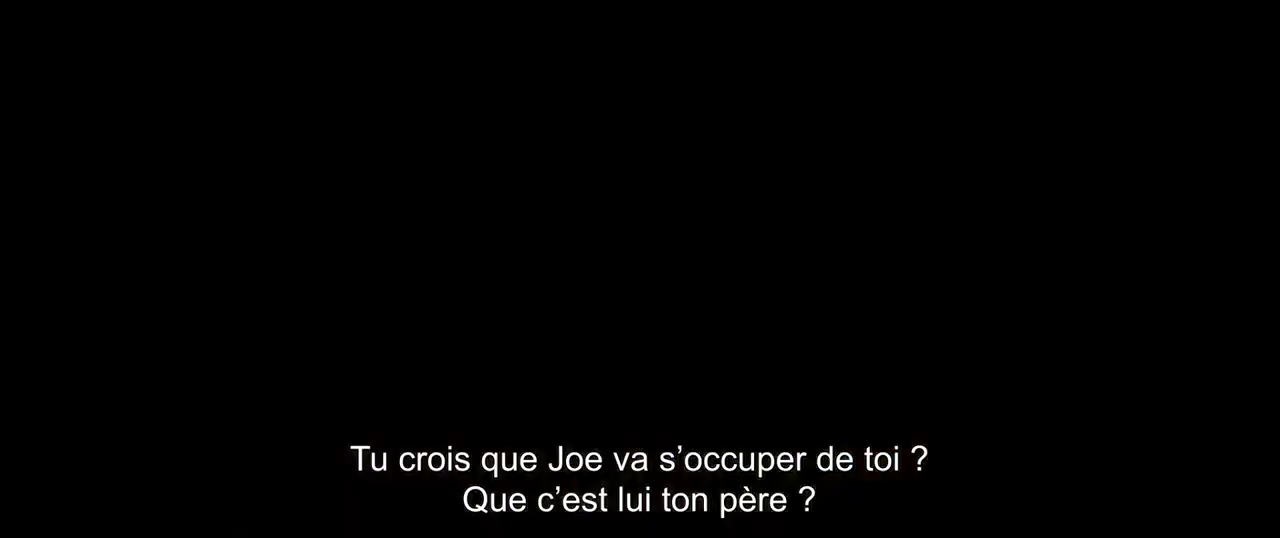 Tu crois que Joe va s’occuper de toi ?
Que c’est lui ton père ?